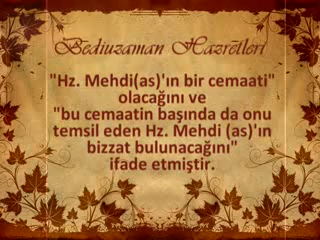 Bediuzaman Hazretleri
"Hz. Mehdi(as)'ın bir cemaati"
olacağını ve
"bu cemaatin başında da onu
temsil eden Hz. Mehdi (as)'ın
bizzat bulunacağını"
ifade etmiştir.